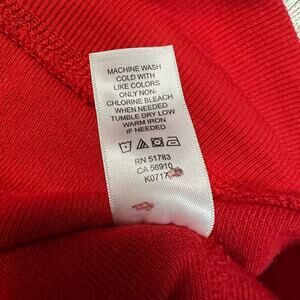 MACHINE WASH
COLD WITH
LIKE COLORS
ONLY NON-
CHLORINE BLEACH
WHEN NEEDED
TUMBLE DRY LOW
WARM IRON
IF NEEDED
RN 51783
CA 56910
K0717